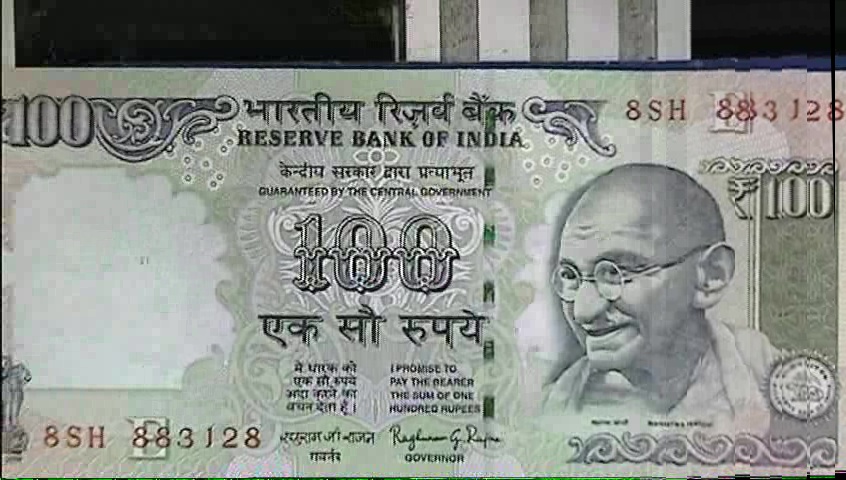 100 भारतीय रिज़र्व बैंक 8SH 883128
RESERVE BANK OF INDIA
केन्द्रीय सरकार द्वारा प्रत्याभूत
GUARANTEED BY THE CENTRAL GOVERNMENT
₹100
100
एक सौ रुपये
मैं धारक को
एक सौ रुपये
अदा करने का
वचन देता हूँ।
I PROMISE TO
PAY THE BEARER
THE SUM OF ONE
HUNDRED RUPEES
8SH 883128
E
E
Raghuram G. Rajan
गवर्नर
GOVERNOR